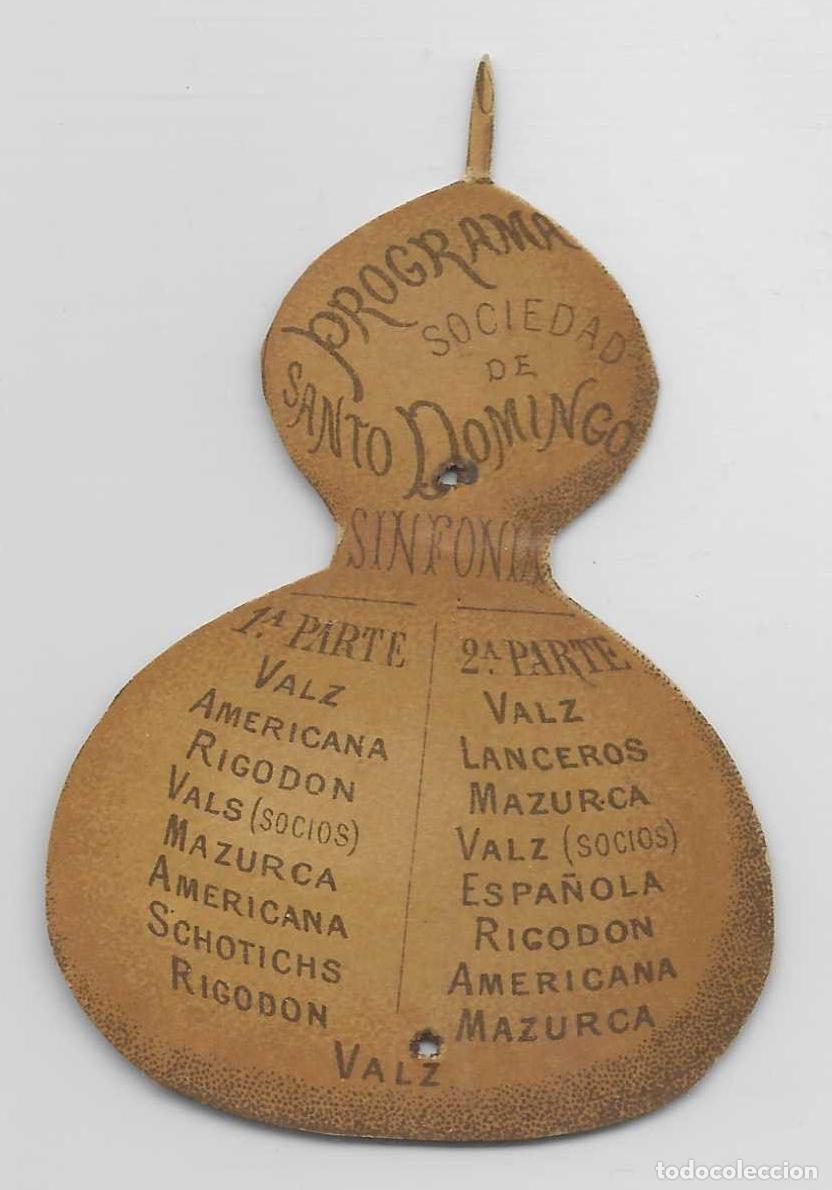 PROGRAMA
SOCIEDAD
DE
SANTO DOMINGO
SINFONIA
1.ª PARTE
VALZ
AMERICANA
RIGODON
VALS (SOCIOS)
MAZURCA
AMERICANA
SCHOTICHS
RIGODON
2.ª PARTE
VALZ
LANCEROS
MAZURCA
VALZ (SOCIOS)
ESPAÑOLA
RIGODON
AMERICANA
MAZURCA
VALZ
todocoleccion